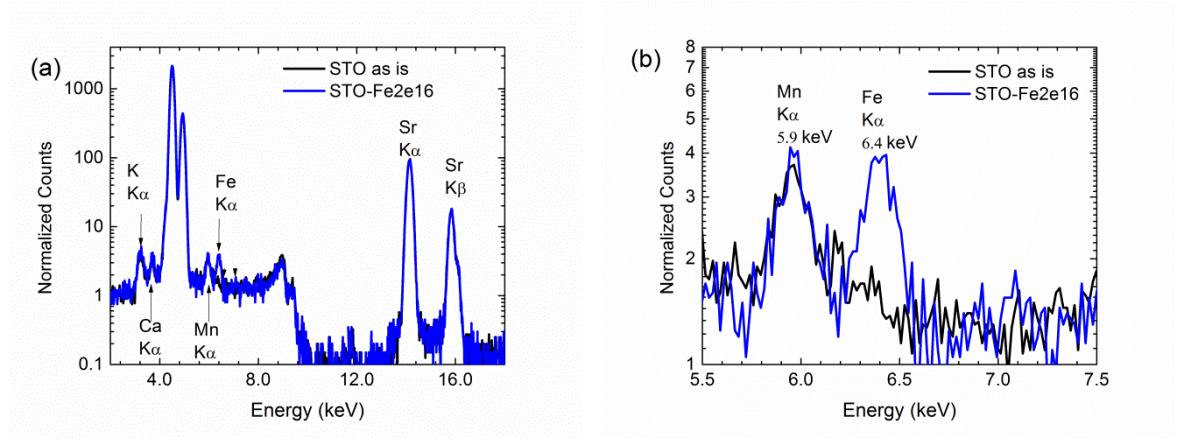 (a)
STO as is
STO-Fe2e16
1000
100
10
1
0.1
Normalized Counts
K
Kα
Fe
Kα
Sr
Kα
Sr
Kβ
Ca
Kα
Mn
Kα
4.0 8.0 12.0 16.0
Energy (keV)
(b)
STO as is
STO-Fe2e16
8
7
6
5
4
3
2
1
Normalized Counts
Mn
Kα
5.9 keV
Fe
Kα
6.4 keV
5.5 6.0 6.5 7.0 7.5
Energy (keV)